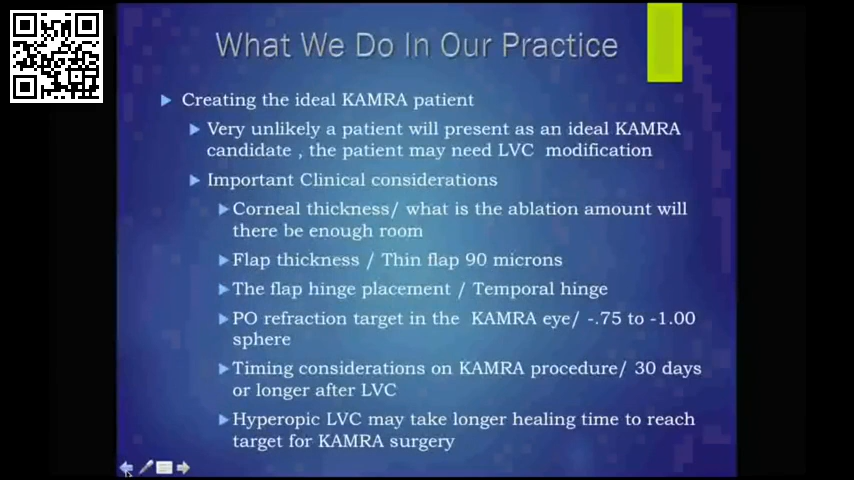 What We Do In Our Practice
Creating the ideal KAMRA patient
Very unlikely a patient will present as an ideal KAMRA
candidate , the patient may need LVC modification
Important Clinical considerations
Corneal thickness/ what is the ablation amount will
there be enough room
Flap thickness / Thin flap 90 microns
The flap hinge placement / Temporal hinge
PO refraction target in the KAMRA eye/ -.75 to -1.00
sphere
Timing considerations on KAMRA procedure/ 30 days
or longer after LVC
Hyperopic LVC may take longer healing time to reach
target for KAMRA surgery